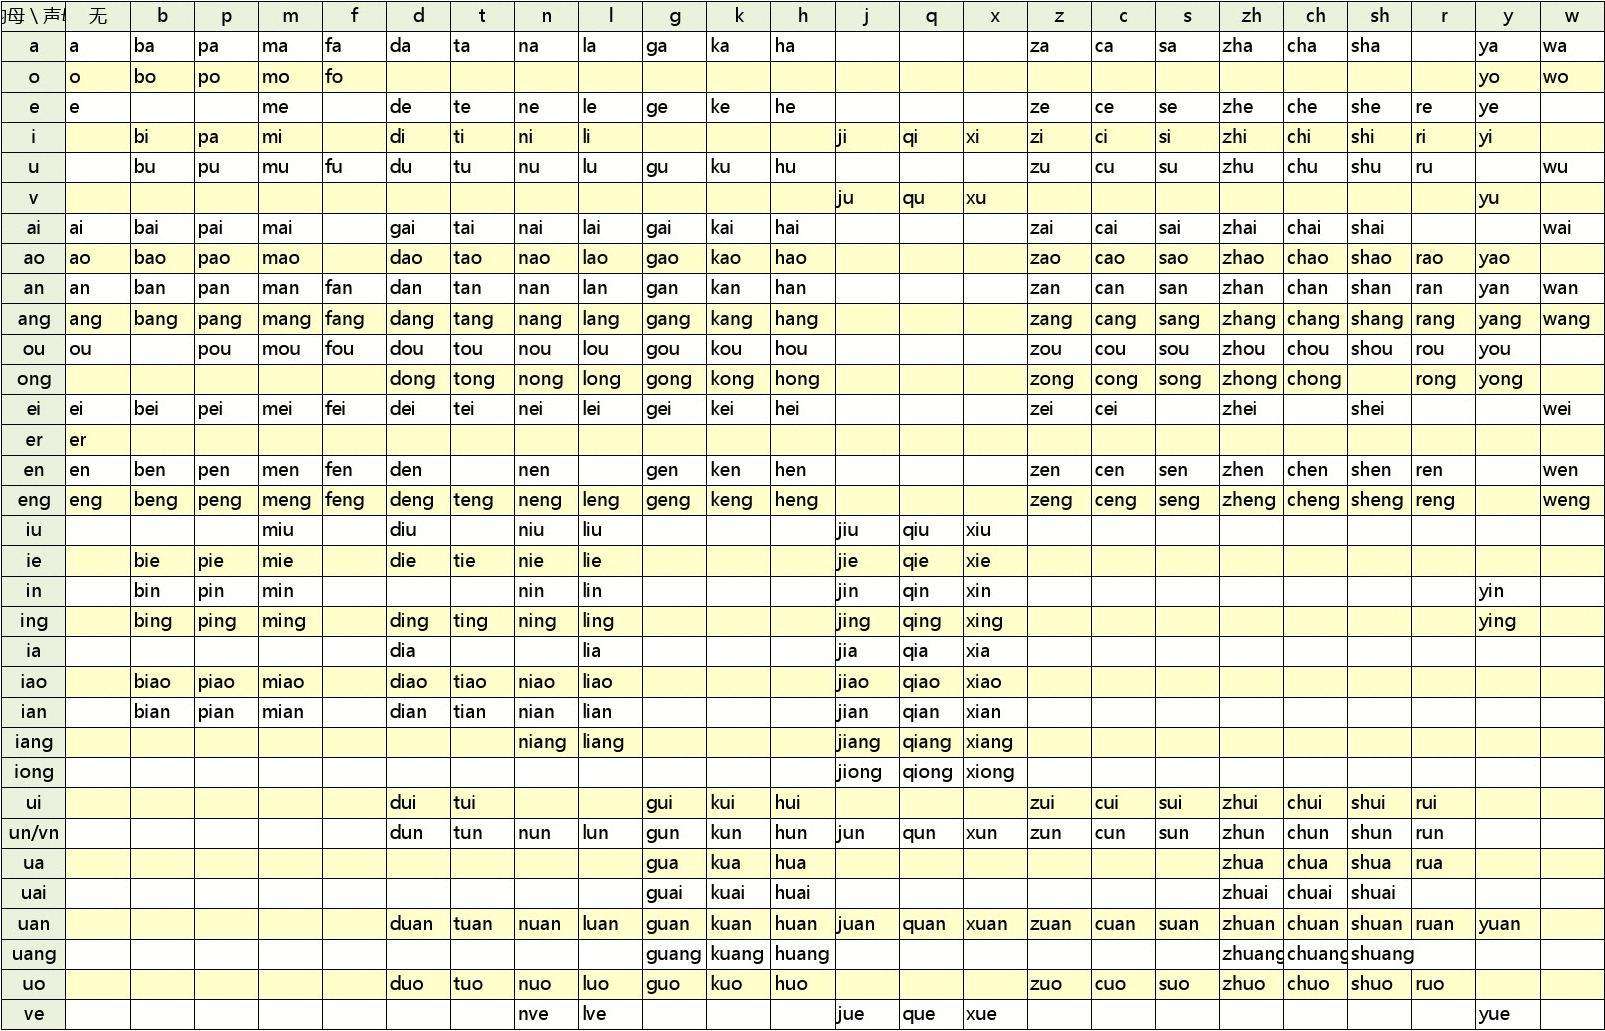 韵母 \ 声母 无 b p m f d t n l g k h j q x z c s zh ch sh r y w
a a ba pa ma fa da ta na la ga ka ha za ca sa zha cha sha ya wa
o o bo po mo fo yo wo
e e me de te ne le ge ke he ze ce se zhe che she re ye
i bi pa mi di ti ni li ji qi xi zi ci si zhi chi shi ri yi
u bu pu mu fu du tu nu lu gu ku hu zu cu su zhu chu shu ru wu
v ju qu xu yu
ai ai bai pai mai gai tai nai lai gai kai hai zai cai sai zhai chai shai wai
ao ao bao pao mao dao tao nao lao gao kao hao zao cao sao zhao chao shao rao yao
an an ban pan man fan dan tan nan lan gan kan han zan can san zhan chan shan ran yan wan
ang ang bang pang mang fang dang tang nang lang gang kang hang zang cang sang zhang chang shang rang yang wang
ou ou pou mou fou dou tou nou lou gou kou hou zou cou sou zhou chou shou rou you
ong dong tong nong long gong kong hong zong cong song zhong chong rong yong
ei ei bei pei mei fei dei tei nei lei gei kei hei zei cei zhei shei wei
er er
en en ben pen men fen den nen gen ken hen zen cen sen zhen chen shen ren wen
eng eng beng peng meng feng deng teng neng leng geng keng heng zeng ceng seng zheng cheng sheng reng weng
iu miu diu niu liu jiu qiu xiu
ie bie pie mie die tie nie lie jie qie xie
in bin pin min nin lin jin qin xin yin
ing bing ping ming ding ting ning ling jing qing xing ying
ia dia lia jia qia xia
iao biao piao miao diao tiao niao liao jiao qiao xiao
ian bian pian mian dian tian nian lian jian qian xian
iang niang liang jiang qiang xiang
iong jiong qiong xiong
ui dui tui gui kui hui zui cui sui zhui chui shui rui
un/vn dun tun nun lun gun kun hun jun qun xun zun cun sun zhun chun shun run
ua gua kua hua zhua chua shua rua
uai guai kuai huai zhuai chuai shuai
uan duan tuan nuan luan guan kuan huan juan quan xuan zuan cuan suan zhuan chuan shuan ruan yuan
uang guang kuang huang zhuang chuang shuang
uo duo tuo nuo luo guo kuo huo zuo cuo suo zhuo chuo shuo ruo
ve nve lve jue que xue yue